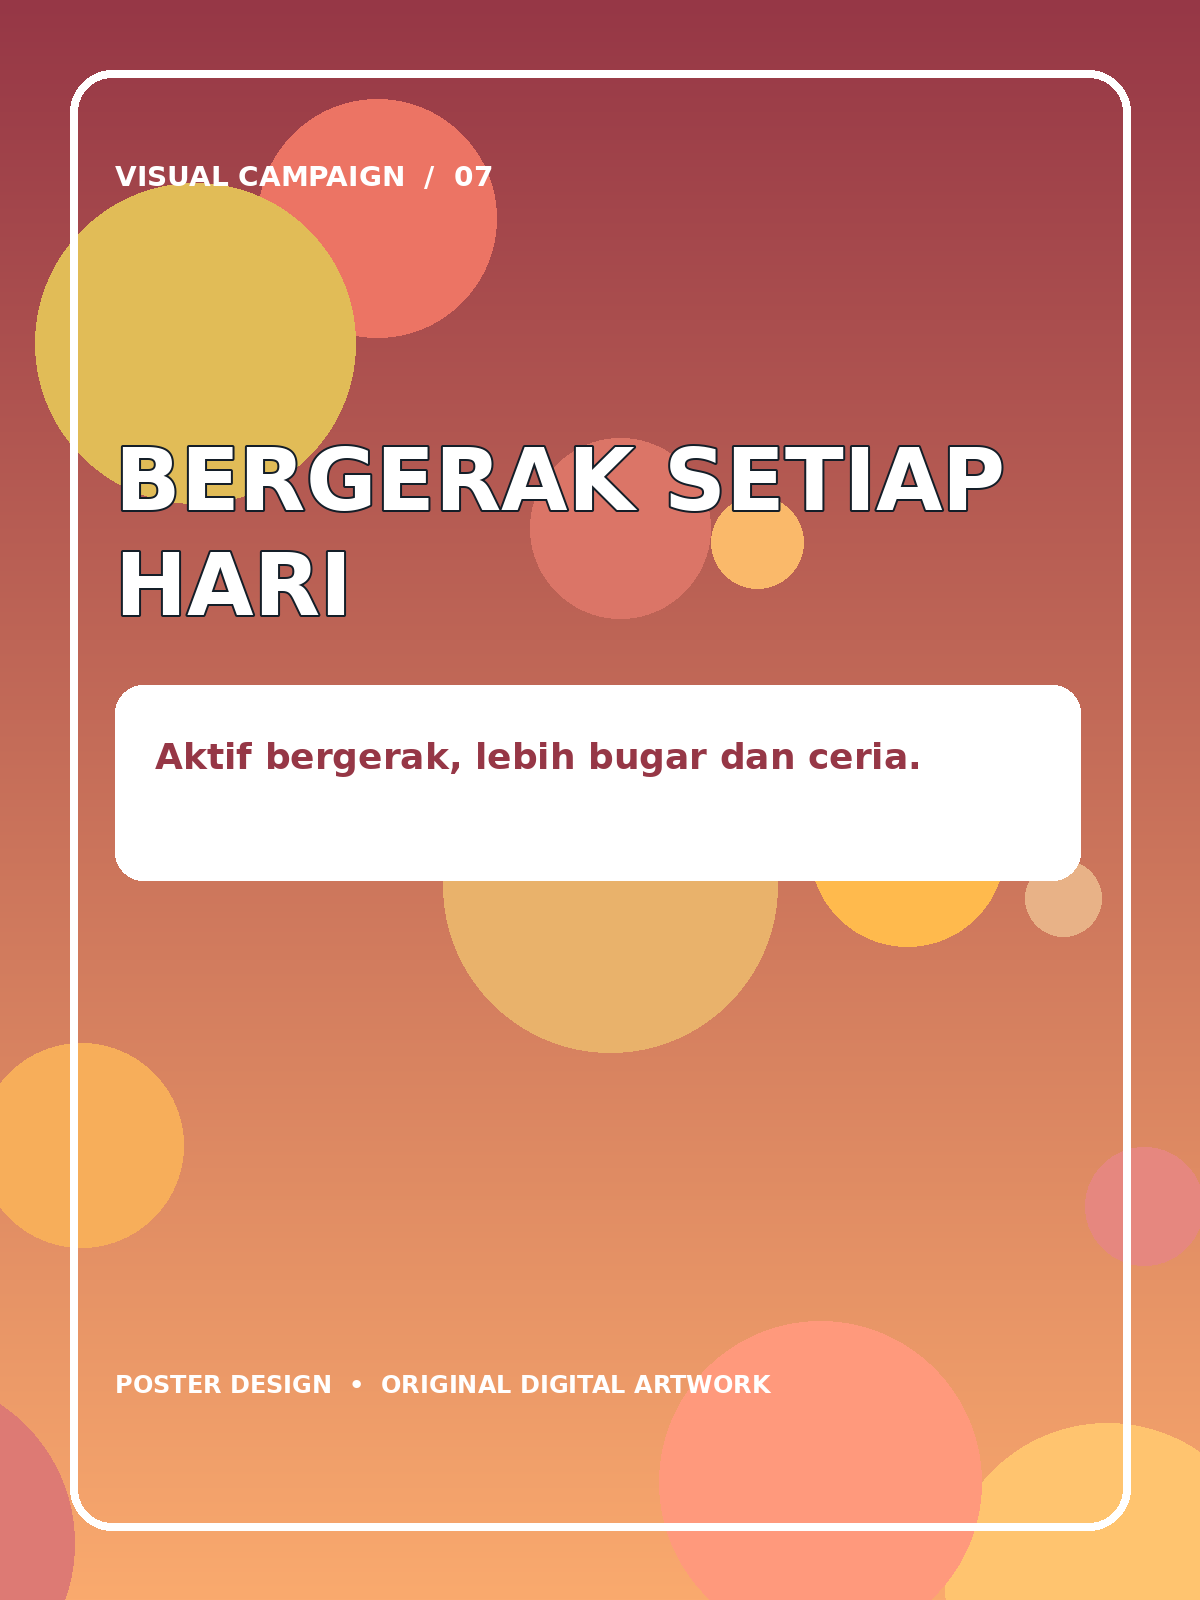 VISUAL CAMPAIGN / 07
BERGERAK SETIAP
HARI
Aktif bergerak, lebih bugar dan ceria.
POSTER DESIGN • ORIGINAL DIGITAL ARTWORK